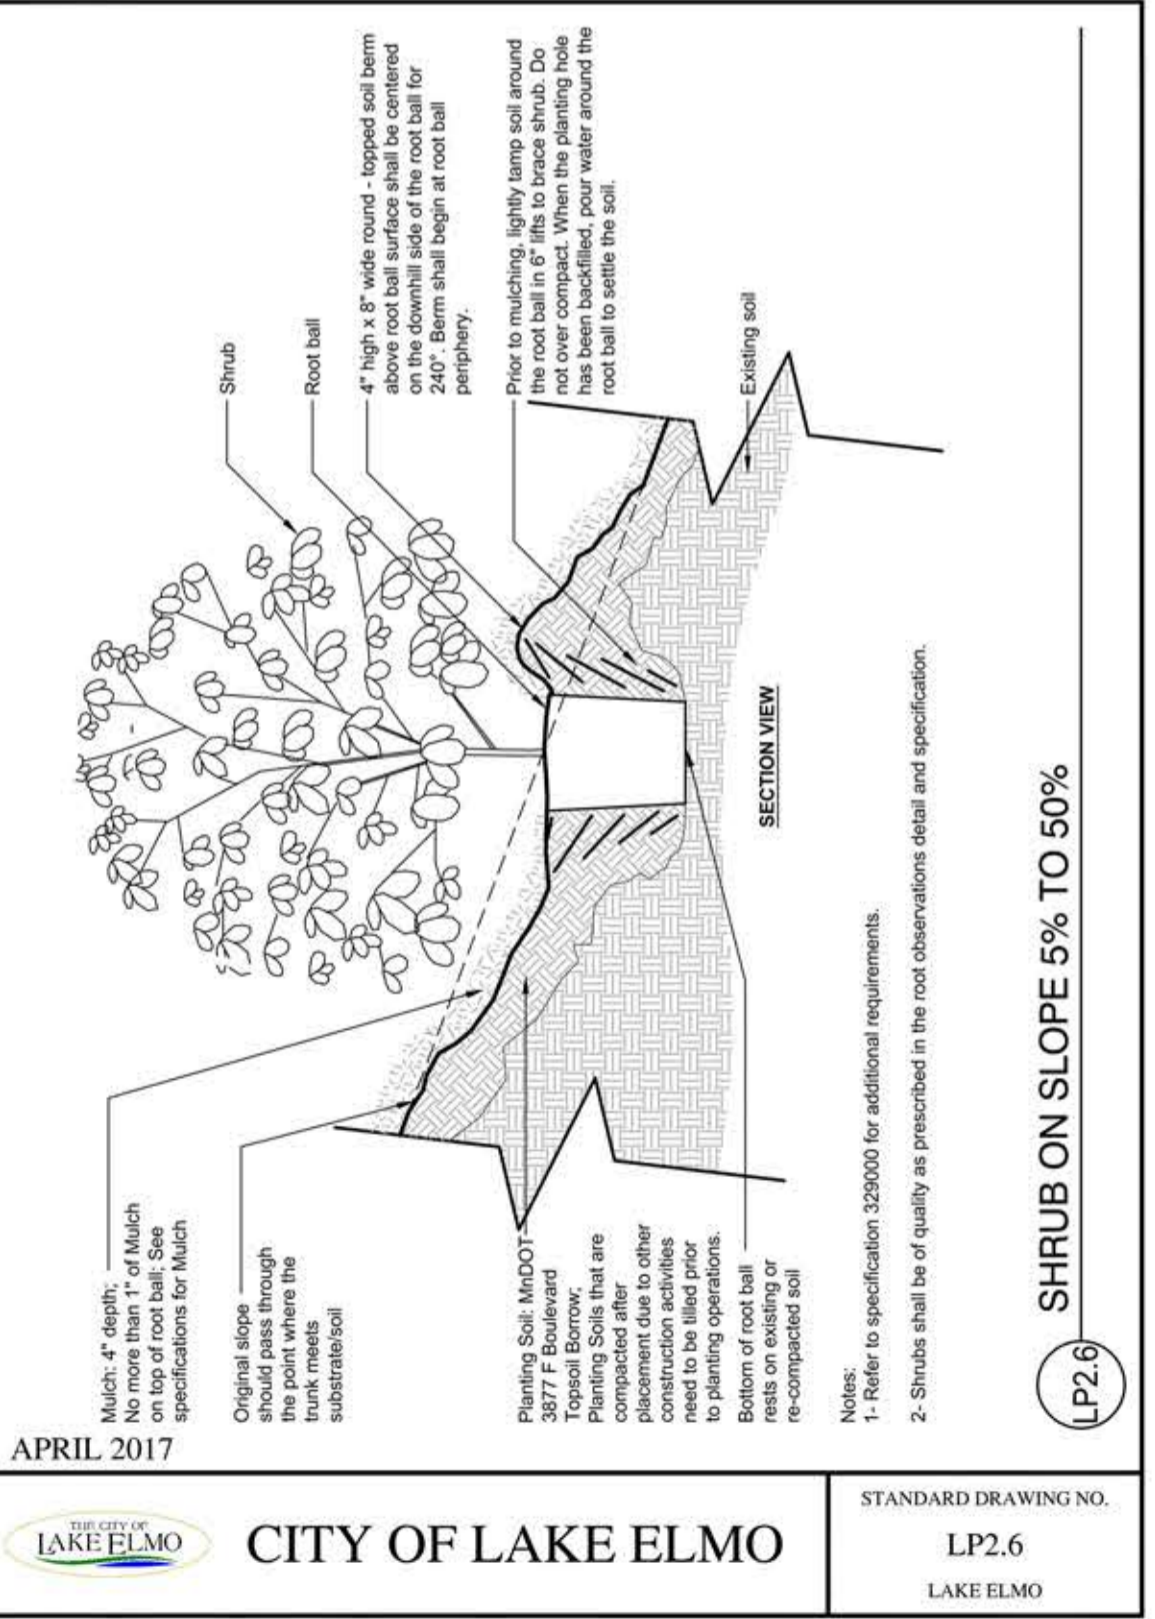 Shrub
Root ball
4" high x 8" wide round - topped soil berm
above root ball surface shall be centered
on the downhill side of the root ball for
240°. Berm shall begin at root ball
periphery.
Prior to mulching, lightly tamp soil around
the root ball in 6" lifts to brace shrub. Do
not over compact. When the planting hole
has been backfilled, pour water around the
root ball to settle the soil.
Existing soil
Mulch: 4" depth;
No more than 1" of Mulch
on top of root ball; See
specifications for Mulch
Original slope
should pass through
the point where the
trunk meets
substrate/soil
Planting Soil: MnDOT
3877 F Boulevard
Topsoil Borrow;
Planting Soils that are
compacted after
placement due to other
construction activities
need to be tilled prior
to planting operations.
Bottom of root ball
rests on existing or
re-compacted soil
SECTION VIEW
Notes:
1- Refer to specification 329000 for additional requirements.
2- Shrubs shall be of quality as prescribed in the root observations detail and specification.
LP2.6
SHRUB ON SLOPE 5% TO 50%
APRIL 2017
THE CITY OF
LAKE ELMO
CITY OF LAKE ELMO
STANDARD DRAWING NO.
LP2.6
LAKE ELMO